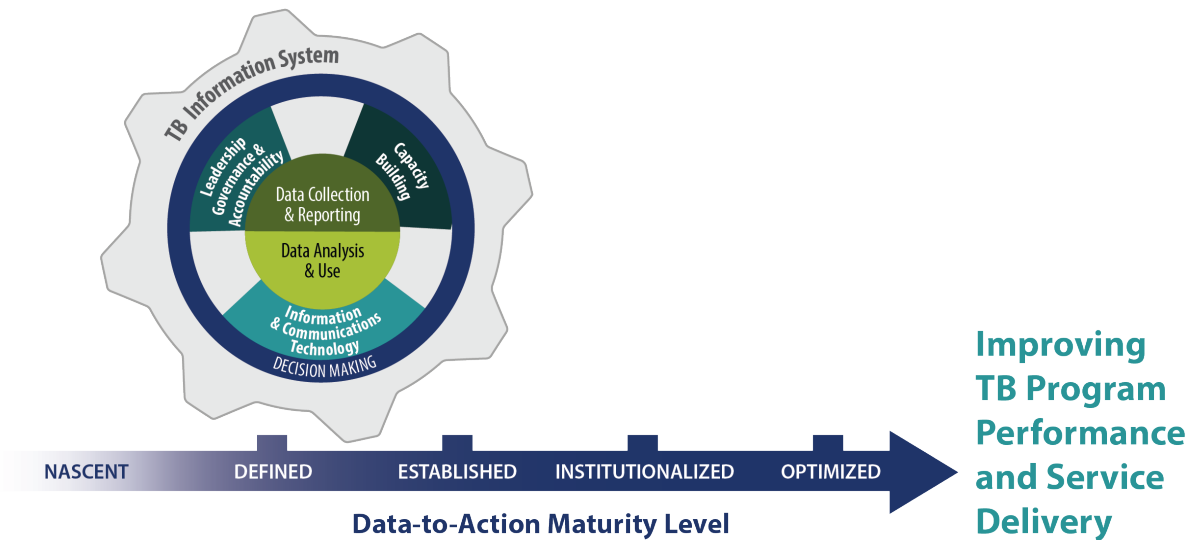 TB Information System
Leadership
Governance &
Accountability
Capacity
Building
Data Collection
& Reporting
Data Analysis
& Use
Information
& Communications
Technology
DECISION MAKING
NASCENT
DEFINED
ESTABLISHED
INSTITUTIONALIZED
OPTIMIZED
Data-to-Action Maturity Level
Improving
TB Program
Performance
and Service
Delivery